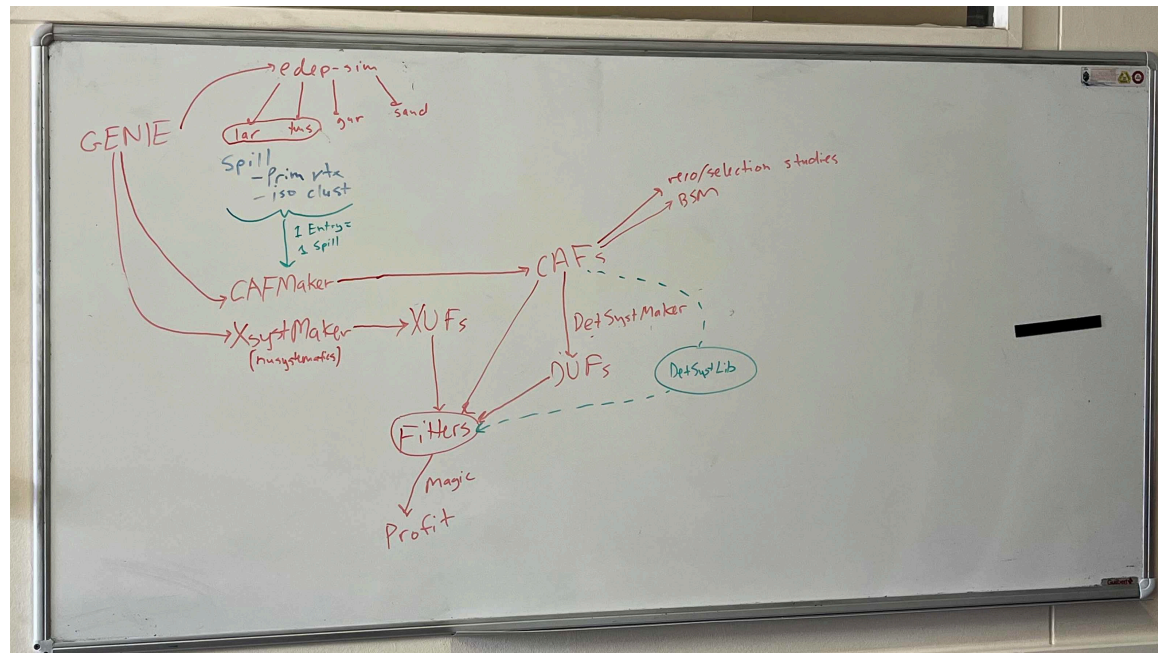 edep-sim
GENIE
lar tms gar sand
Spill
- Prim vtx
- iso clust
1 Entry =
1 Spill
reco/selection studies
BSM
CAFs
CAFMaker
XsystMaker
(nusystematics)
XUFs
DetSystMaker
DUFs
DetSystLib
Fitters
Magic
Profit